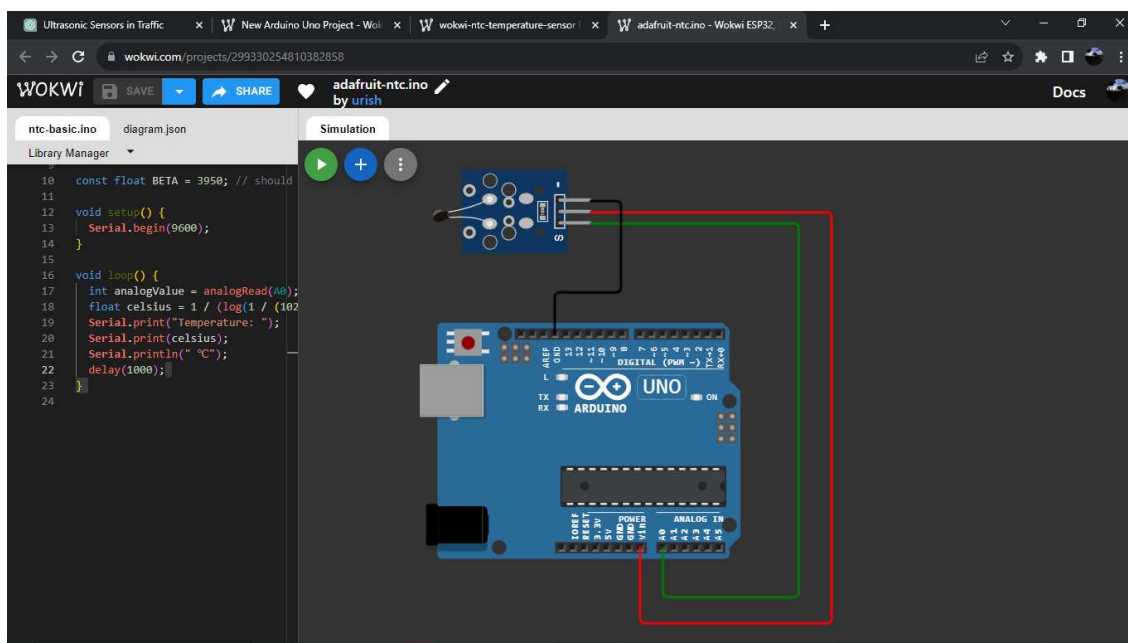 Ultrasonic Sensors in Traffic
New Arduino Uno Project - Wok
wokwi-ntc-temperature-sensor
adafruit-ntc.ino - Wokwi ESP32,
wokwi.com/projects/299330254810382858
WOKWi
SAVE
SHARE
adafruit-ntc.ino
by urish
Docs
ntc-basic.ino
diagram.json
Simulation
Library Manager
10 const float BETA = 3950; // should
11
12 void setup() {
13 Serial.begin(9600);
14 }
15
16 void loop() {
17 int analogValue = analogRead(A0);
18 float celsius = 1 / (log(1 / (102
19 Serial.print("Temperature: ");
20 Serial.print(celsius);
21 Serial.println(" ℃");
22 delay(1000);
23 }
24
-
S
AREF
GND
13
12
~11
~10
~9
8
7
~6
~5
4
~3
2
TX→1
RX←0
DIGITAL (PWM ~)
L
TX
RX
UNO
ARDUINO
ON
IOREF
RESET
3.3V
5V
GND
GND
Vin
POWER
ANALOG IN
A0
A1
A2
A3
A4
A5